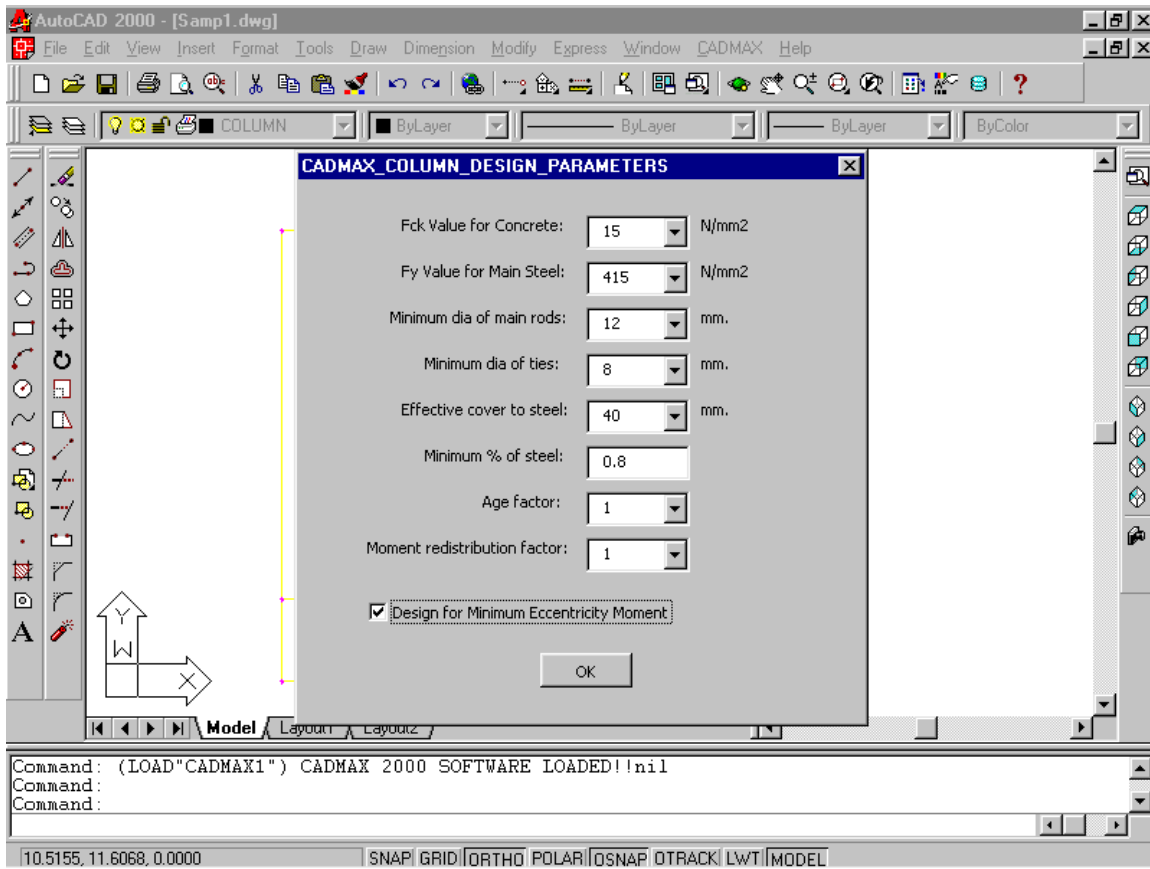 AutoCAD 2000 - [Samp1.dwg]
File Edit View Insert Format Tools Draw Dimension Modify Express Window CADMAX Help
COLUMN ByLayer ByLayer ByLayer ByColor
CADMAX_COLUMN_DESIGN_PARAMETERS
Fck Value for Concrete: 15 N/mm2
Fy Value for Main Steel: 415 N/mm2
Minimum dia of main rods: 12 mm.
Minimum dia of ties: 8 mm.
Effective cover to steel: 40 mm.
Minimum % of steel: 0.8
Age factor: 1
Moment redistribution factor: 1
Design for Minimum Eccentricity Moment
OK
Y
W
X
A
Model Layout1 Layout2
Command: (LOAD"CADMAX1") CADMAX 2000 SOFTWARE LOADED!!nil
Command:
Command:
10.5155, 11.6068, 0.0000 SNAP GRID ORTHO POLAR OSNAP OTRACK LWT MODEL